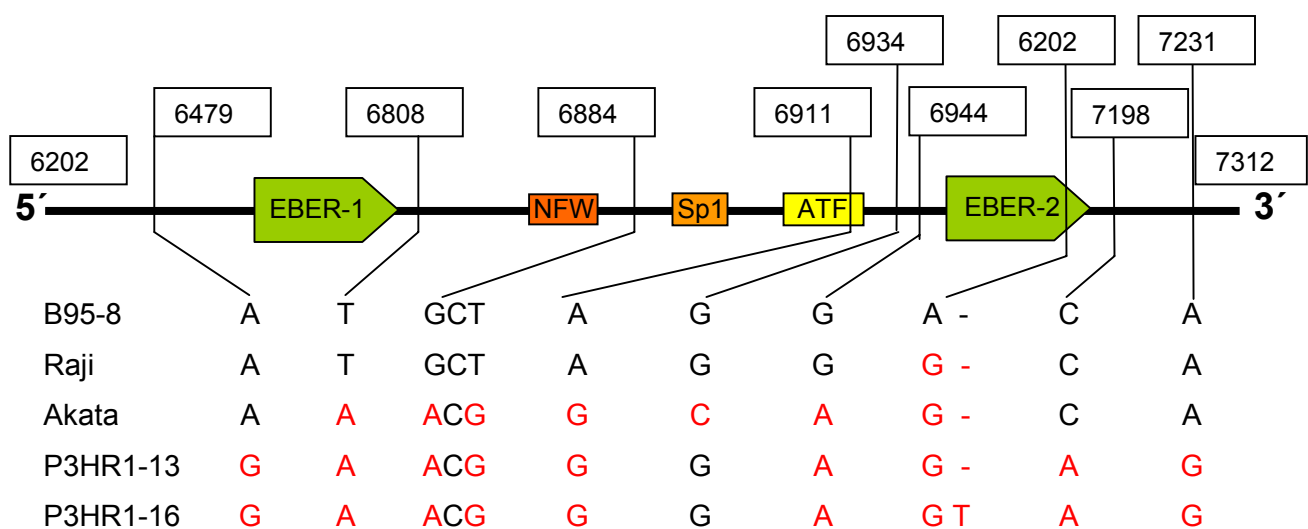 6934 6202 7231
6479 6808 6884 6911 6944 7198
6202 7312
5´ EBER-1 NFW Sp1 ATF EBER-2 3´
B95-8 A T GCT A G G A - C A
Raji A T GCT A G G G - C A
Akata A A ACG G C A G - C A
P3HR1-13 G A ACG G G A G - A G
P3HR1-16 G A ACG G G A G T A G